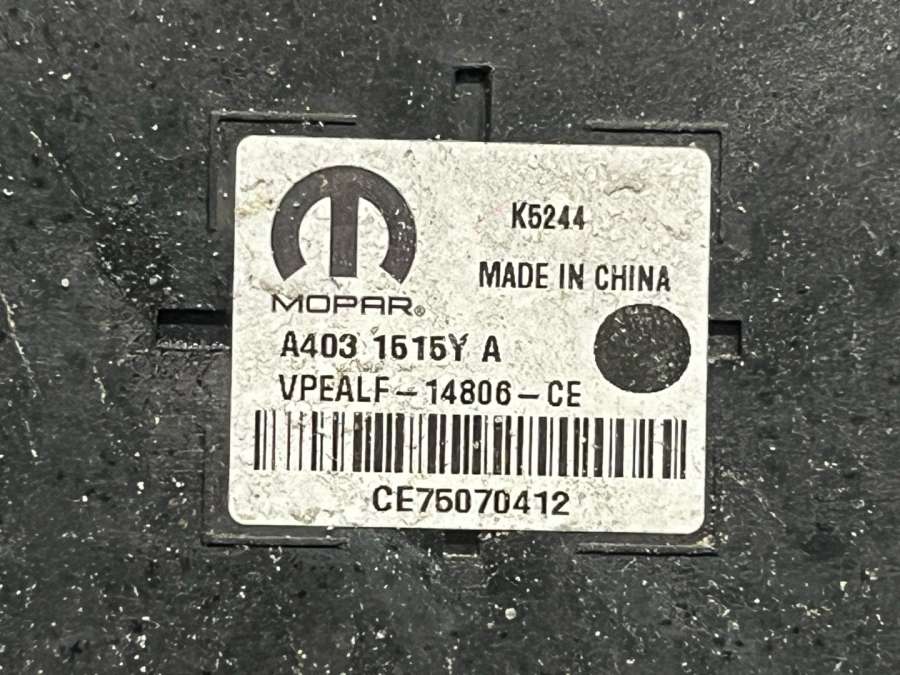 K5244
MADE IN CHINA
MOPAR®
A403 1515Y A
VPEALF-14806-CE
CE75070412